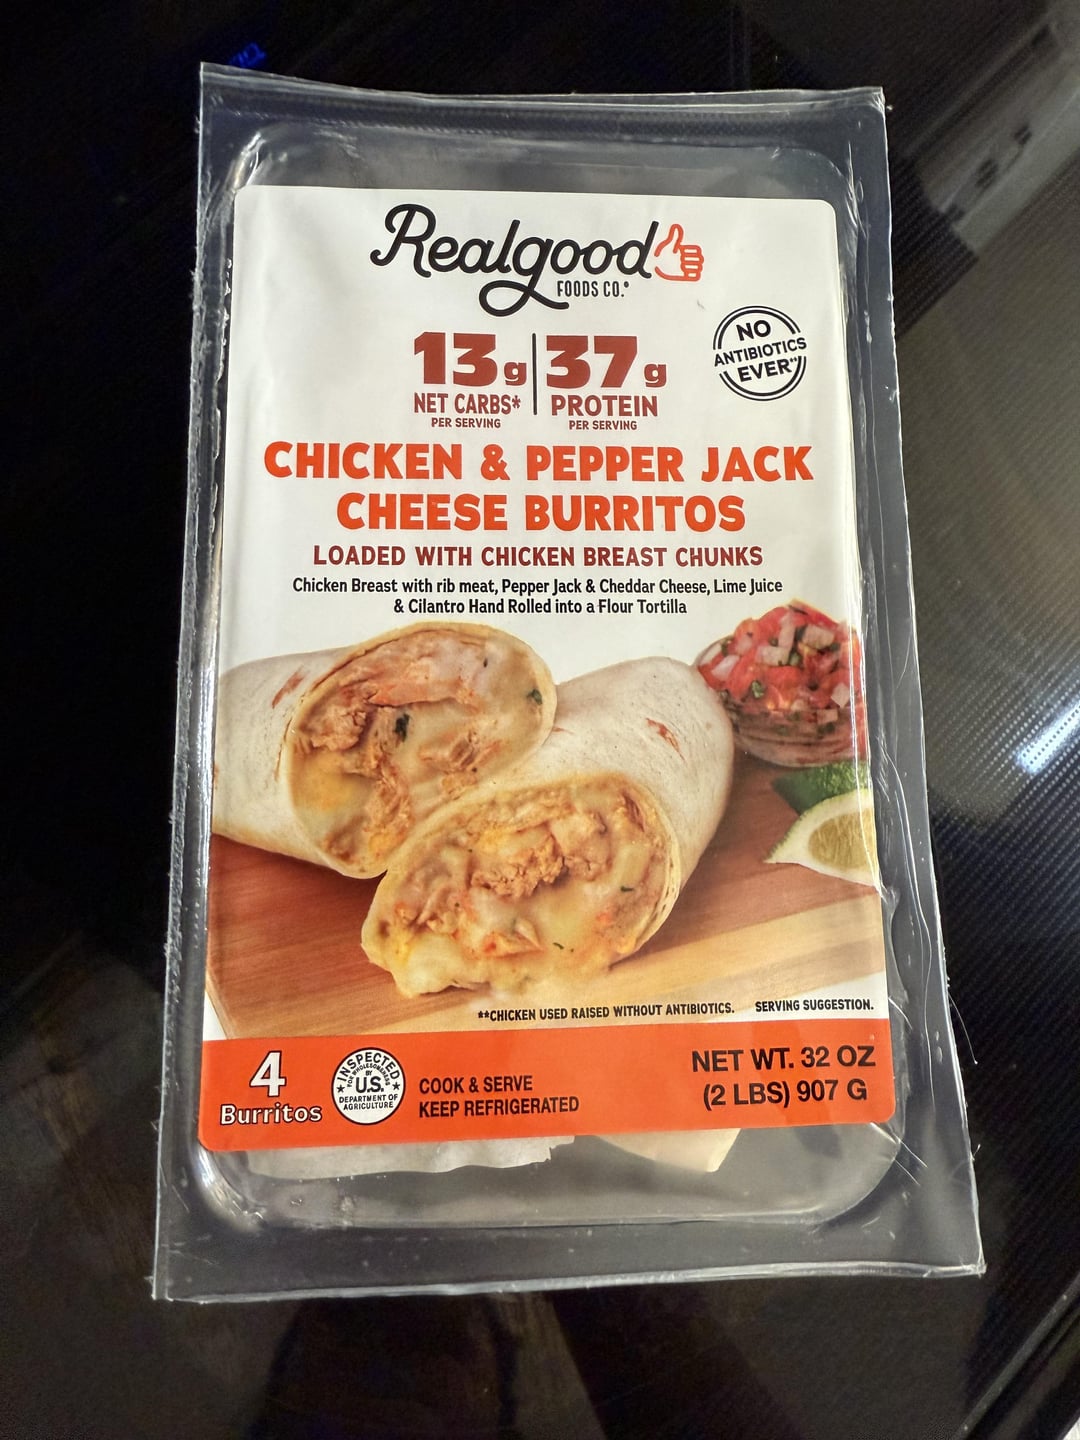 Realgood
FOODS CO.®
13g NET CARBS* PER SERVING
37g PROTEIN PER SERVING
NO ANTIBIOTICS EVER**
CHICKEN & PEPPER JACK
CHEESE BURRITOS
LOADED WITH CHICKEN BREAST CHUNKS
Chicken Breast with rib meat, Pepper Jack & Cheddar Cheese, Lime Juice
& Cilantro Hand Rolled into a Flour Tortilla
**CHICKEN USED RAISED WITHOUT ANTIBIOTICS. SERVING SUGGESTION.
4
Burritos
INSPECTED
FOR WHOLESOMENESS
BY
U.S.
DEPARTMENT OF
AGRICULTURE
COOK & SERVE
KEEP REFRIGERATED
NET WT. 32 OZ
(2 LBS) 907 G